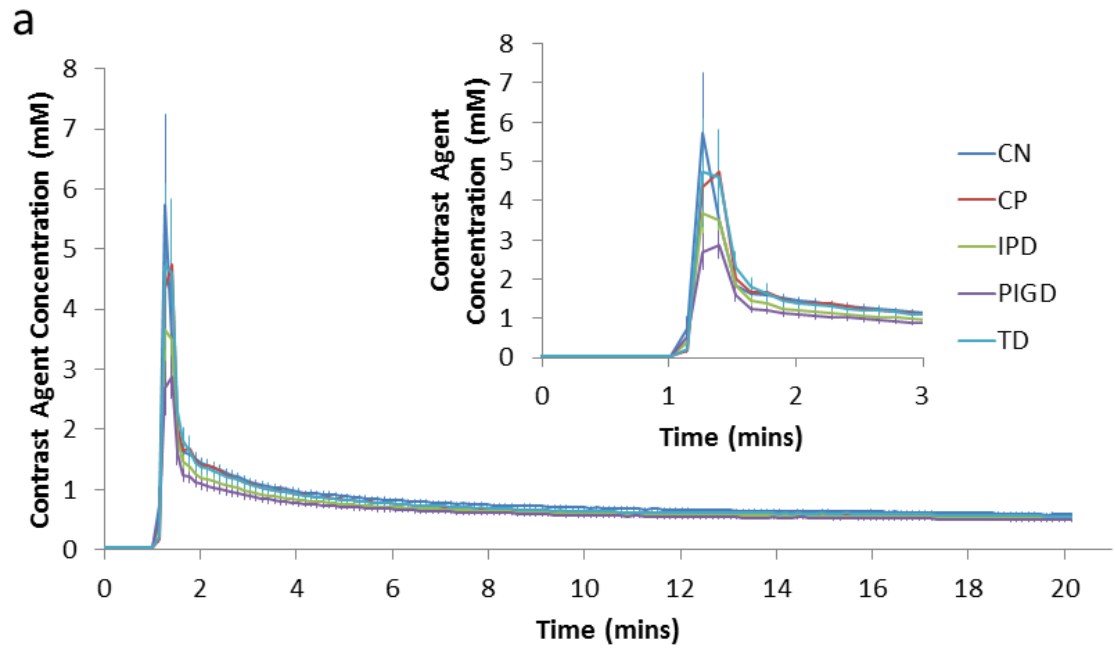 a
8
7
6
5
4
3
2
1
0
Contrast Agent Concentration (mM)
0 2 4 6 8 10 12 14 16 18 20
Time (mins)
8
7
6
5
4
3
2
1
0
Contrast Agent
Concentration (mM)
0 1 2 3
Time (mins)
CN
CP
IPD
PIGD
TD